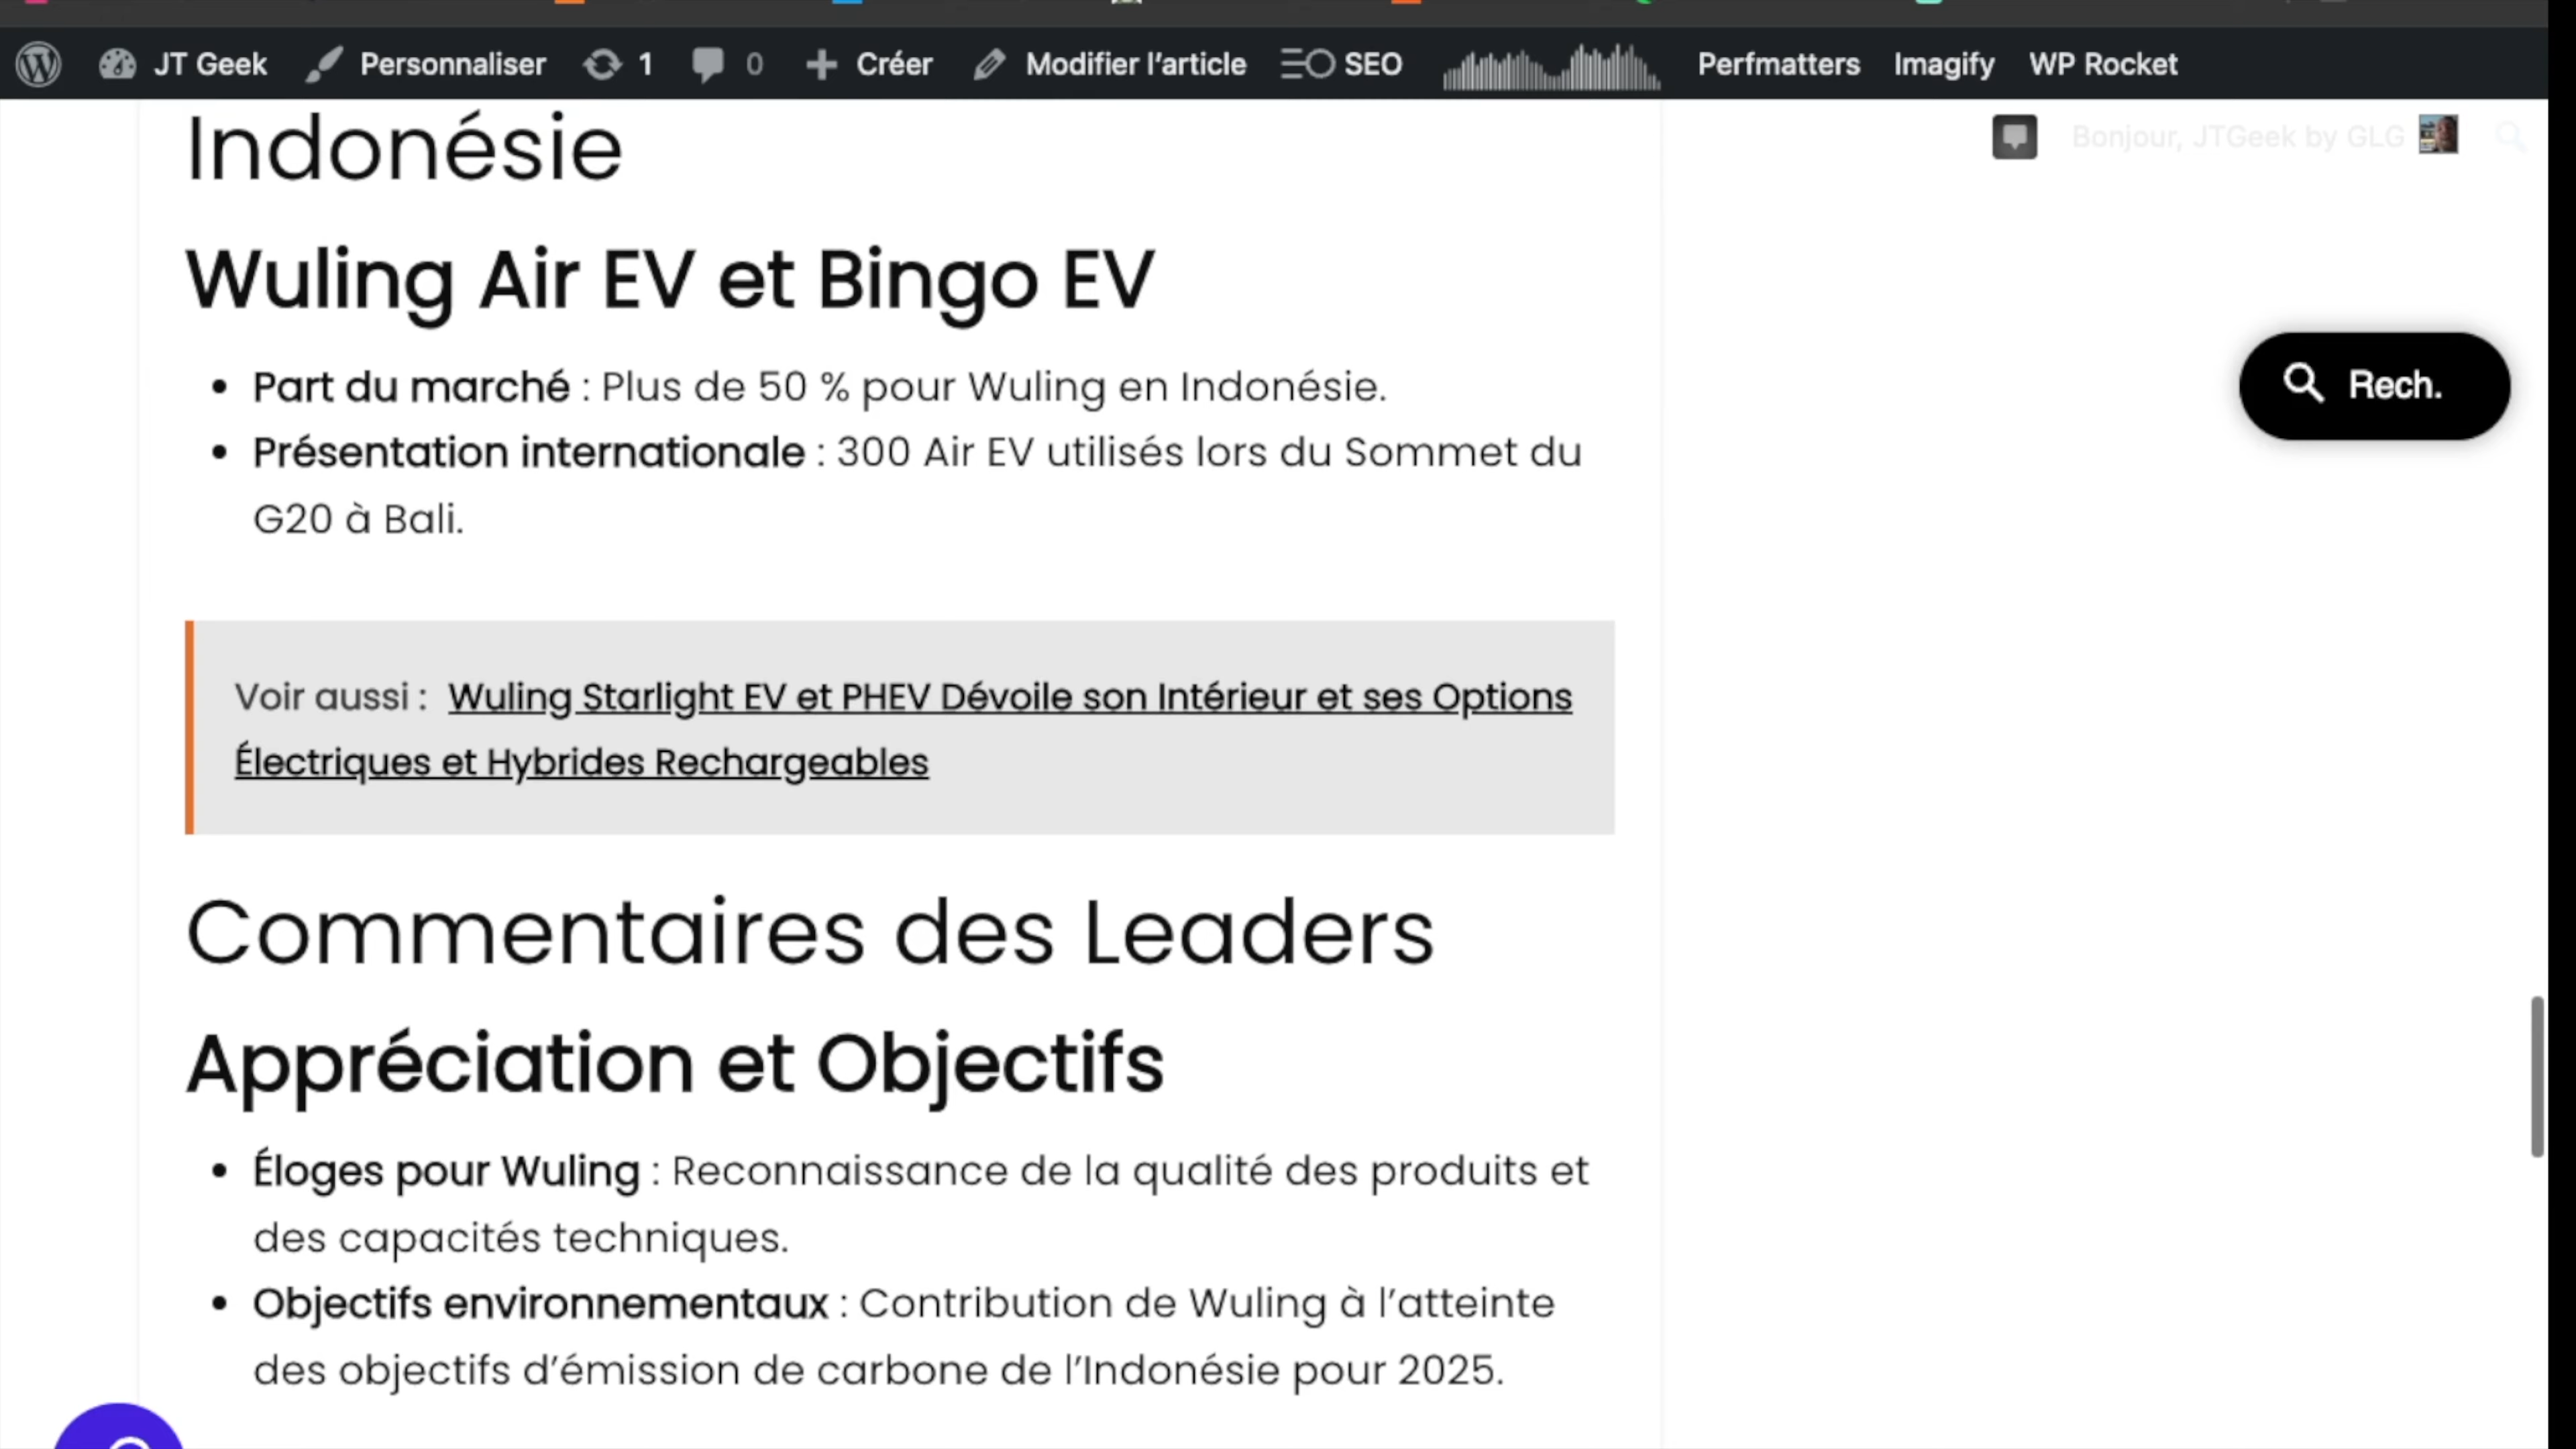 JT Geek Personnaliser 1 0 Créer Modifier l’article SEO Perfmatters Imagify WP Rocket
Bonjour, JTGeek by GLG
Indonésie
Wuling Air EV et Bingo EV
Rech.
• Part du marché : Plus de 50 % pour Wuling en Indonésie.
• Présentation internationale : 300 Air EV utilisés lors du Sommet du
G20 à Bali.
Voir aussi : Wuling Starlight EV et PHEV Dévoile son Intérieur et ses Options
Électriques et Hybrides Rechargeables
Commentaires des Leaders
Appréciation et Objectifs
• Éloges pour Wuling : Reconnaissance de la qualité des produits et
des capacités techniques.
• Objectifs environnementaux : Contribution de Wuling à l’atteinte
des objectifs d’émission de carbone de l’Indonésie pour 2025.